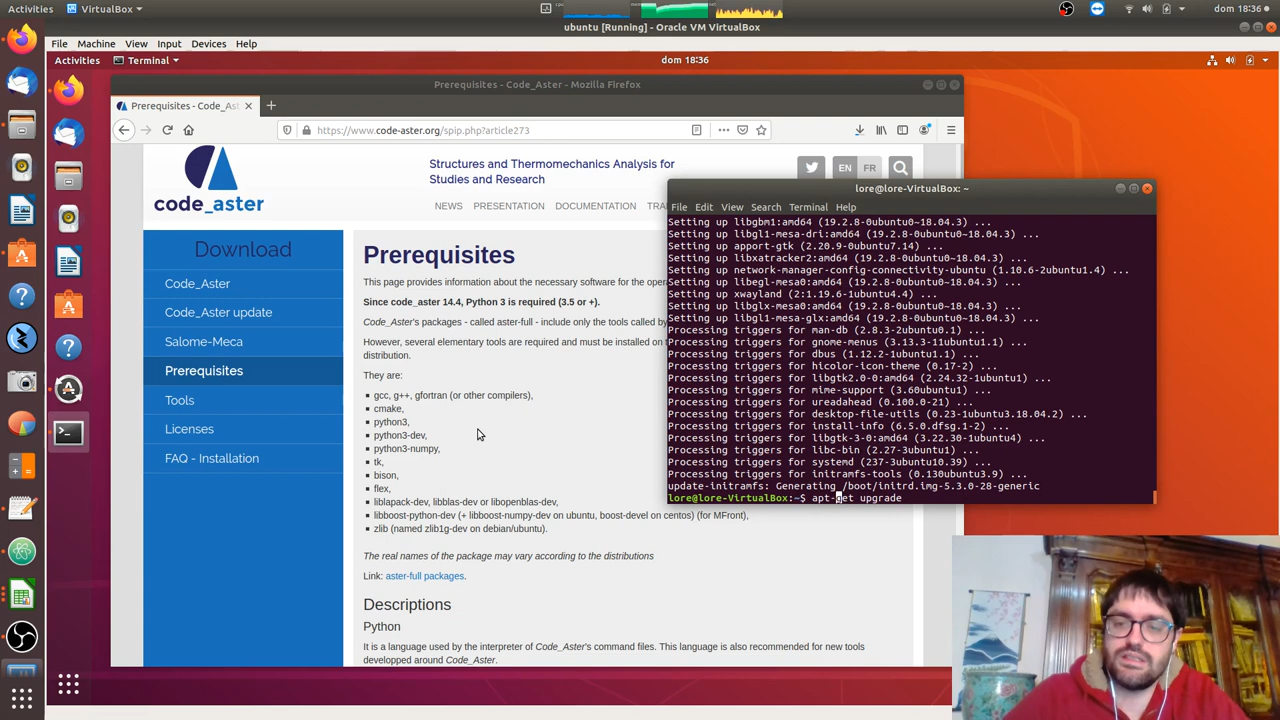 Activities
VirtualBox
dom 18:36
ubuntu [Running] - Oracle VM VirtualBox
File Machine View Input Devices Help
Activities
Terminal
dom 18:36
Prerequisites - Code_Aster - Mozilla Firefox
Prerequisites - Code_Ast
https://www.code-aster.org/spip.php?article273
code_aster
Structures and Thermomechanics Analysis for
Studies and Research
EN FR
NEWS PRESENTATION DOCUMENTATION
Download
Code_Aster
Code_Aster update
Salome-Meca
Prerequisites
Tools
Licenses
FAQ - Installation
Prerequisites
This page provides information about the necessary software for the
Since code_aster 14.4, Python 3 is required (3.5 or +).
Code_Aster's packages - called aster-full - include only the tools called
However, several elementary tools are required and must be installed on
distribution.
They are:
gcc, g++, gfortran (or other compilers),
cmake,
python3,
python3-dev,
python3-numpy,
tk,
bison,
flex,
liblapack-dev, libblas-dev or libopenblas-dev,
libboost-python-dev (+ libboost-numpy-dev on ubuntu, boost-devel on centos) (for MFront),
zlib (named zlib1g-dev on debian/ubuntu).
The real names of the package may vary according to the distributions
Link: aster-full packages.
Descriptions
Python
It is a language used by the interpreter of Code_Aster's command files. This language is also recommended for new tools
developped around Code_Aster.
lore@lore-VirtualBox: ~
File Edit View Search Terminal Help
Setting up libgbm1:amd64 (19.2.8-0ubuntu0~18.04.3) ...
Setting up libgl1-mesa-dri:amd64 (19.2.8-0ubuntu0~18.04.3) ...
Setting up apport-gtk (2.20.9-0ubuntu7.14) ...
Setting up libxatracker2:amd64 (19.2.8-0ubuntu0~18.04.3) ...
Setting up network-manager-config-connectivity-ubuntu (1.10.6-2ubuntu1.4) ...
Setting up libegl-mesa0:amd64 (19.2.8-0ubuntu0~18.04.3) ...
Setting up xwayland (2:1.19.6-1ubuntu4.4) ...
Setting up libglx-mesa0:amd64 (19.2.8-0ubuntu0~18.04.3) ...
Setting up libgl1-mesa-glx:amd64 (19.2.8-0ubuntu0~18.04.3) ...
Processing triggers for man-db (2.8.3-2ubuntu0.1) ...
Processing triggers for gnome-menus (3.13.3-11ubuntu1.1) ...
Processing triggers for dbus (1.12.2-1ubuntu1.1) ...
Processing triggers for hicolor-icon-theme (0.17-2) ...
Processing triggers for libgtk2.0-0:amd64 (2.24.32-1ubuntu1) ...
Processing triggers for mime-support (3.60ubuntu1) ...
Processing triggers for ureadahead (0.100.0-21) ...
Processing triggers for desktop-file-utils (0.23-1ubuntu3.18.04.2) ...
Processing triggers for install-info (6.5.0.dfsg.1-2) ...
Processing triggers for libgtk-3-0:amd64 (3.22.30-1ubuntu4) ...
Processing triggers for libc-bin (2.27-3ubuntu1) ...
Processing triggers for systemd (237-3ubuntu10.39) ...
Processing triggers for initramfs-tools (0.130ubuntu3.9) ...
update-initramfs: Generating /boot/initrd.img-5.3.0-28-generic
lore@lore-VirtualBox:~$ apt-get upgrade